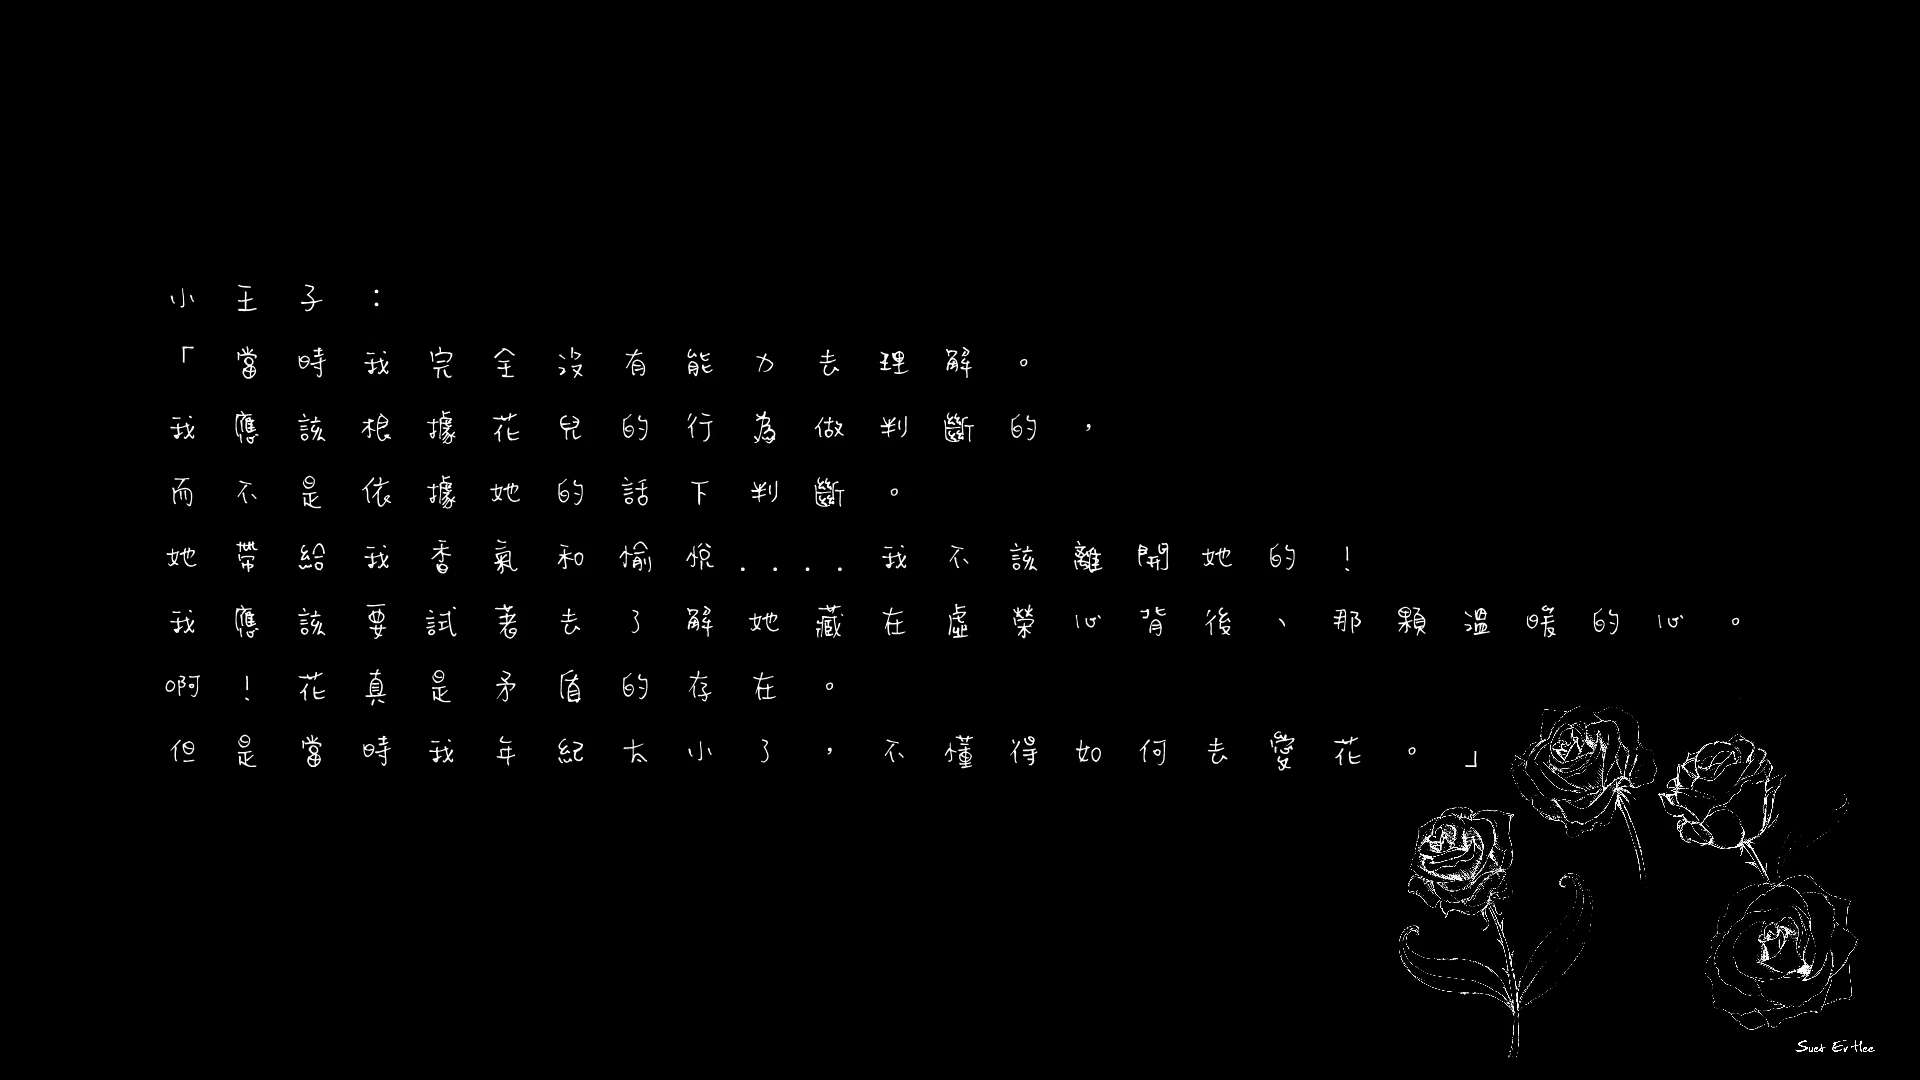 小王子：
「當時我完全沒有能力去理解。
我應該根據花兒的行為做判斷的，
而不是依據她的話下判斷。
她帶給我香氣和愉悅....我不該離開她的！
我應該要試著去了解她藏在虛榮心背後、那顆溫暖的心。
啊！花真是矛盾的存在。
但是當時我年紀太小了，不懂得如何去愛花。」